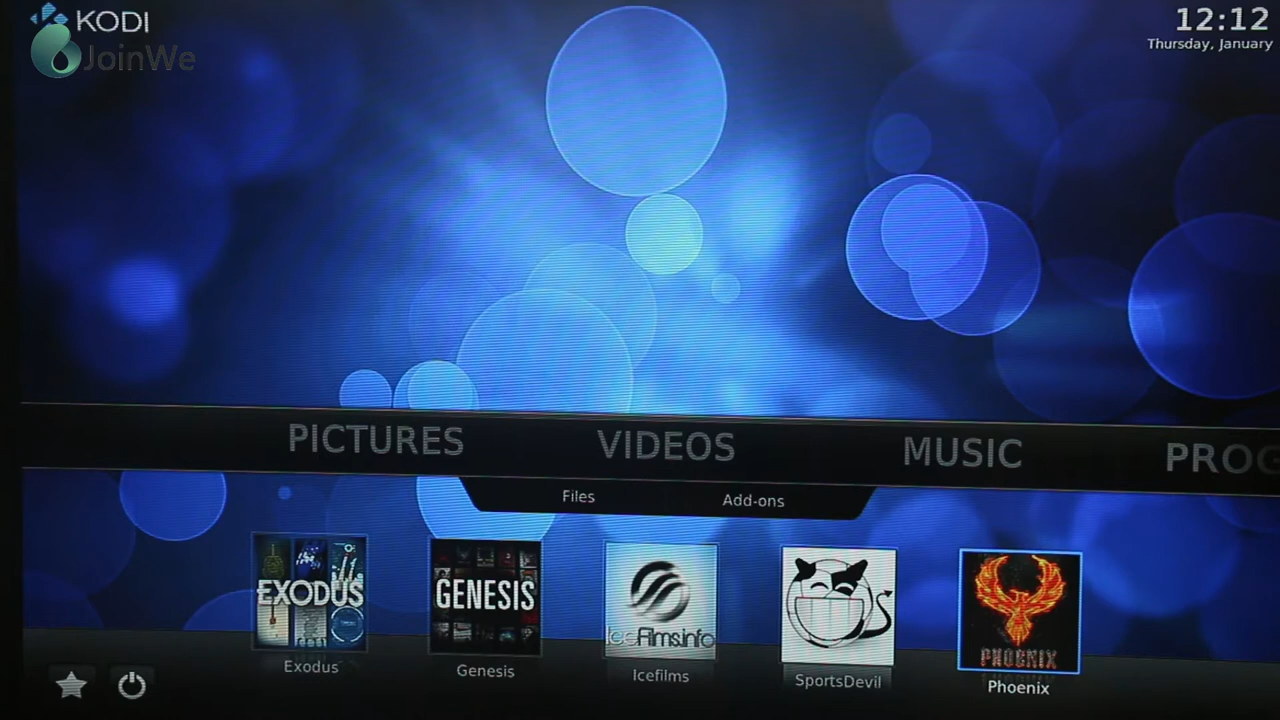 KODI
12:12
JoinWe
Thursday, January
PICTURES
VIDEOS
MUSIC
PROG
Files
Add-ons
EXODUS
GENESIS
IceFilms.info
PHOENIX
Exodus
Genesis
Icefilms
SportsDevil
Phoenix